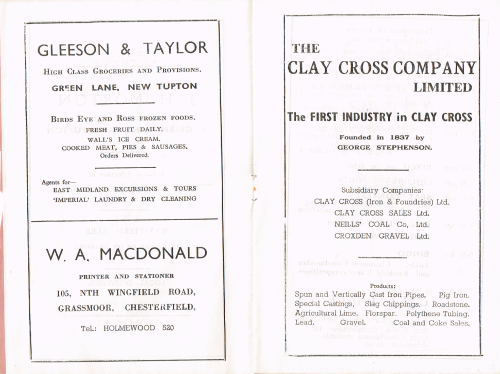 GLEESON & TAYLOR
HIGH CLASS GROCERIES AND PROVISIONS.
GREEN LANE, NEW TUPTON
BIRDS EYE AND ROSS FROZEN FOODS.
FRESH FRUIT DAILY.
WALL'S ICE CREAM.
COOKED MEAT, PIES & SAUSAGES.
Orders Delivered.
Agents for—
EAST MIDLAND EXCURSIONS & TOURS
'IMPERIAL' LAUNDRY & DRY CLEANING
W. A. MACDONALD
PRINTER AND STATIONER
105, NTH WINGFIELD ROAD,
GRASSMOOR, CHESTERFIELD,
TEL: HOLMEWOOD 520
THE
CLAY CROSS COMPANY
LIMITED
The FIRST INDUSTRY in CLAY CROSS
Founded in 1837 by
GEORGE STEPHENSON.
Subsidiary Companies:
CLAY CROSS (Iron & Foundries) Ltd.
CLAY CROSS SALES Ltd.
NEILLS' COAL Co, Ltd.
CROXDEN GRAVEL Ltd.
Products:
Spun and Vertically Cast Iron Pipes. Pig Iron.
Special Castings, Slag Chippings. Roadstone.
Agricultural Lime. Florspar. Polythene Tubing.
Lead. Gravel. Coal and Coke Sales.